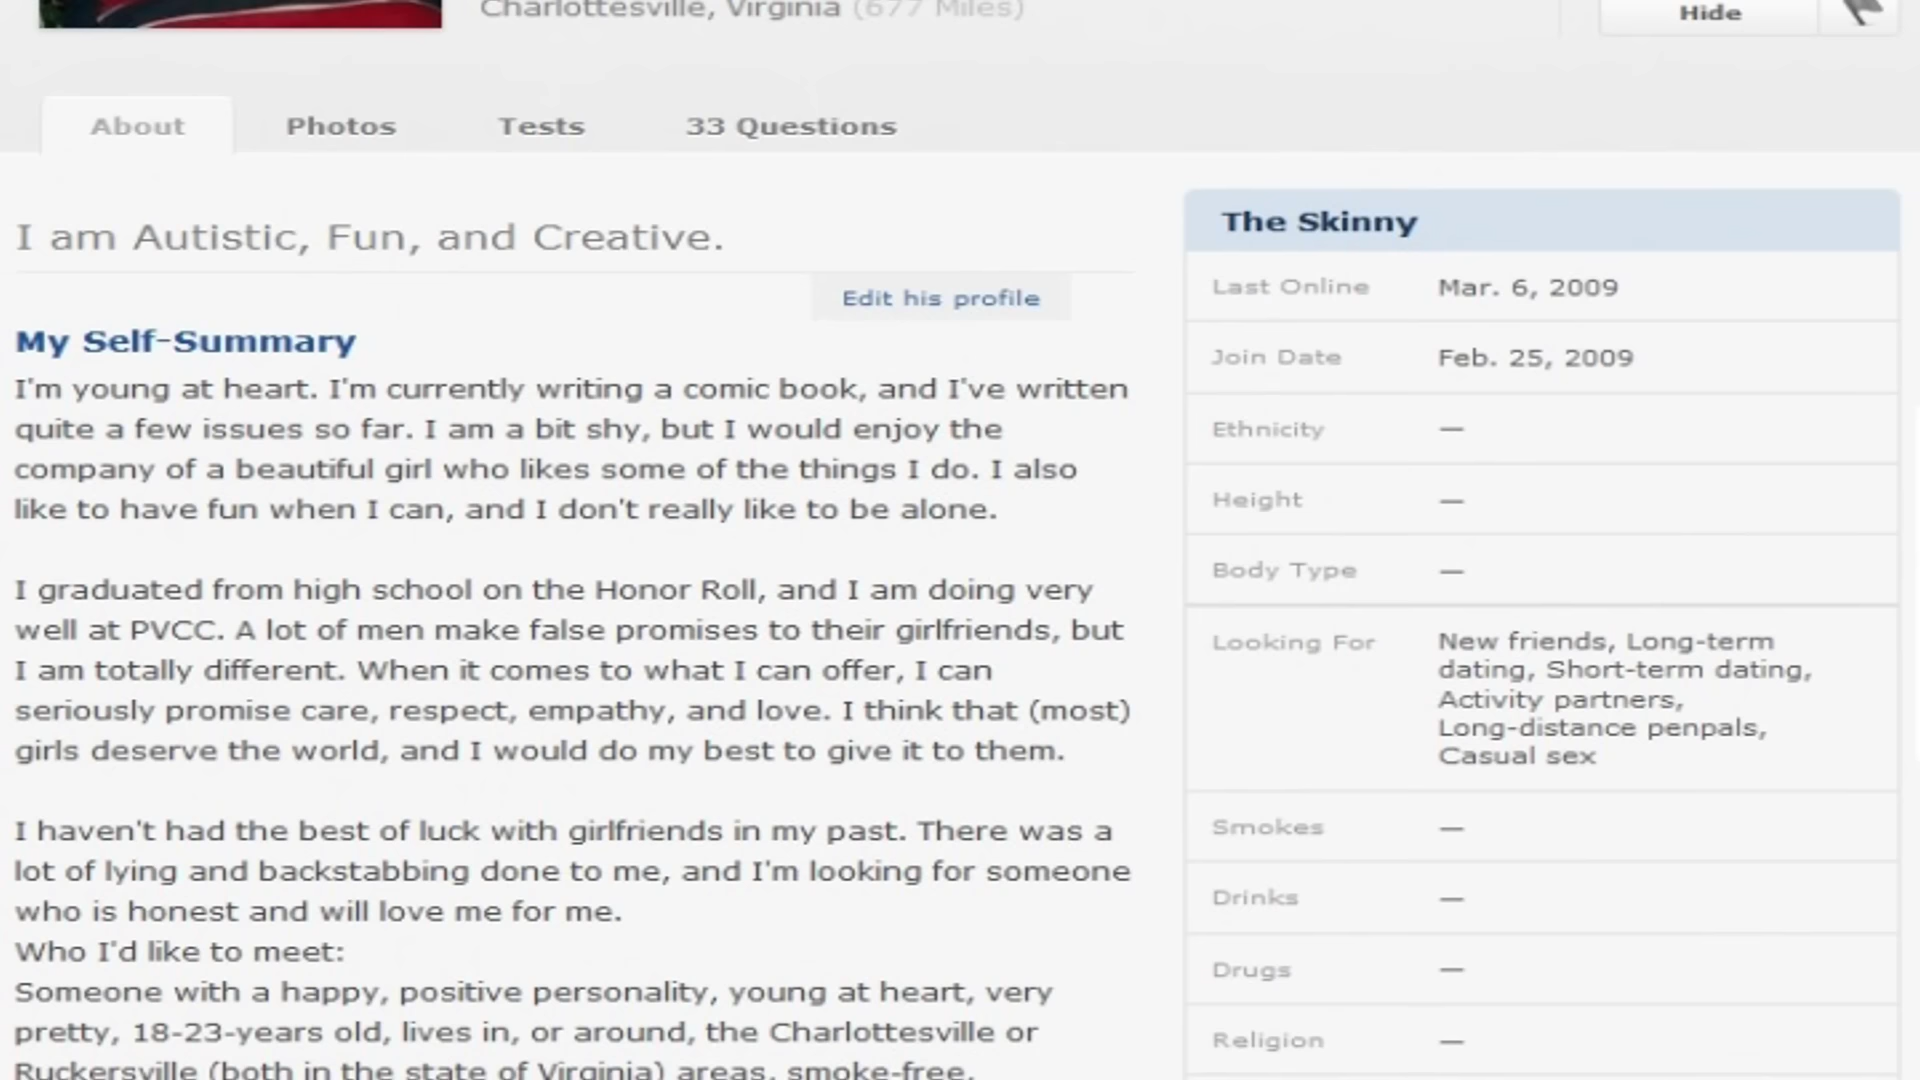 Charlottesville, Virginia (677 Miles)
Hide
About Photos Tests 33 Questions
I am Autistic, Fun, and Creative.
Edit his profile
My Self-Summary
I'm young at heart. I'm currently writing a comic book, and I've written
quite a few issues so far. I am a bit shy, but I would enjoy the
company of a beautiful girl who likes some of the things I do. I also
like to have fun when I can, and I don't really like to be alone.
I graduated from high school on the Honor Roll, and I am doing very
well at PVCC. A lot of men make false promises to their girlfriends, but
I am totally different. When it comes to what I can offer, I can
seriously promise care, respect, empathy, and love. I think that (most)
girls deserve the world, and I would do my best to give it to them.
I haven't had the best of luck with girlfriends in my past. There was a
lot of lying and backstabbing done to me, and I'm looking for someone
who is honest and will love me for me.
Who I'd like to meet:
Someone with a happy, positive personality, young at heart, very
pretty, 18-23-years old, lives in, or around, the Charlottesville or
Ruckersville (both in the state of Virginia) areas, smoke-free,
The Skinny
Last Online Mar. 6, 2009
Join Date Feb. 25, 2009
Ethnicity —
Height —
Body Type —
Looking For New friends, Long-term
dating, Short-term dating,
Activity partners,
Long-distance penpals,
Casual sex
Smokes —
Drinks —
Drugs —
Religion —